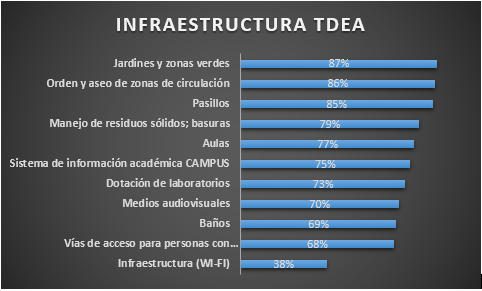 INFRAESTRUCTURA TDEA
Jardines y zonas verdes 87%
Orden y aseo de zonas de circulación 86%
Pasillos 85%
Manejo de residuos sólidos; basuras 79%
Aulas 77%
Sistema de información académica CAMPUS 75%
Dotación de laboratorios 73%
Medios audiovisuales 70%
Baños 69%
Vías de acceso para personas con... 68%
Infraestructura (WI-FI) 38%